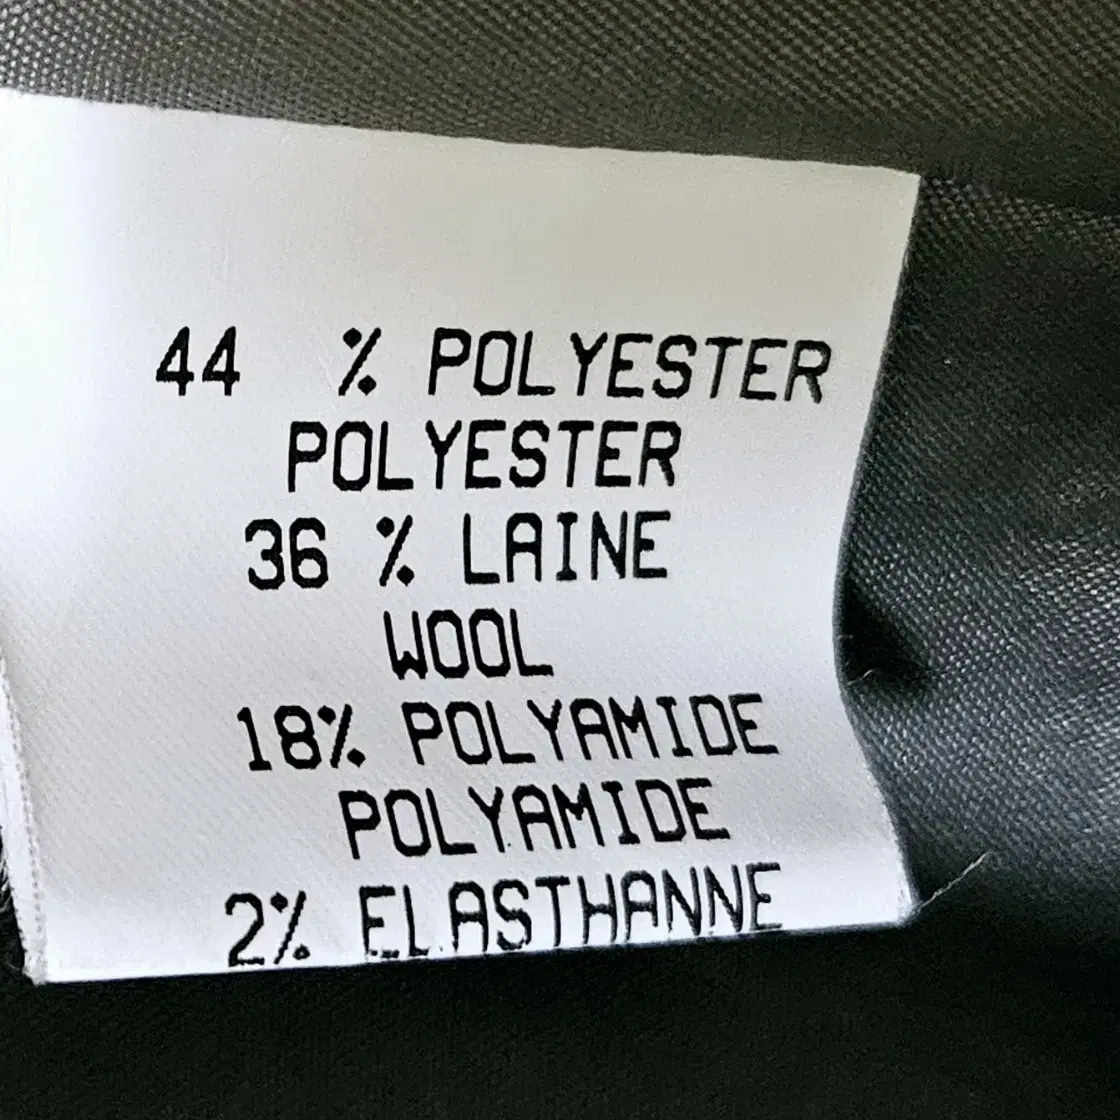 44 % POLYESTER
POLYESTER
36 % LAINE
WOOL
18% POLYAMIDE
POLYAMIDE
2% ELASTHANNE